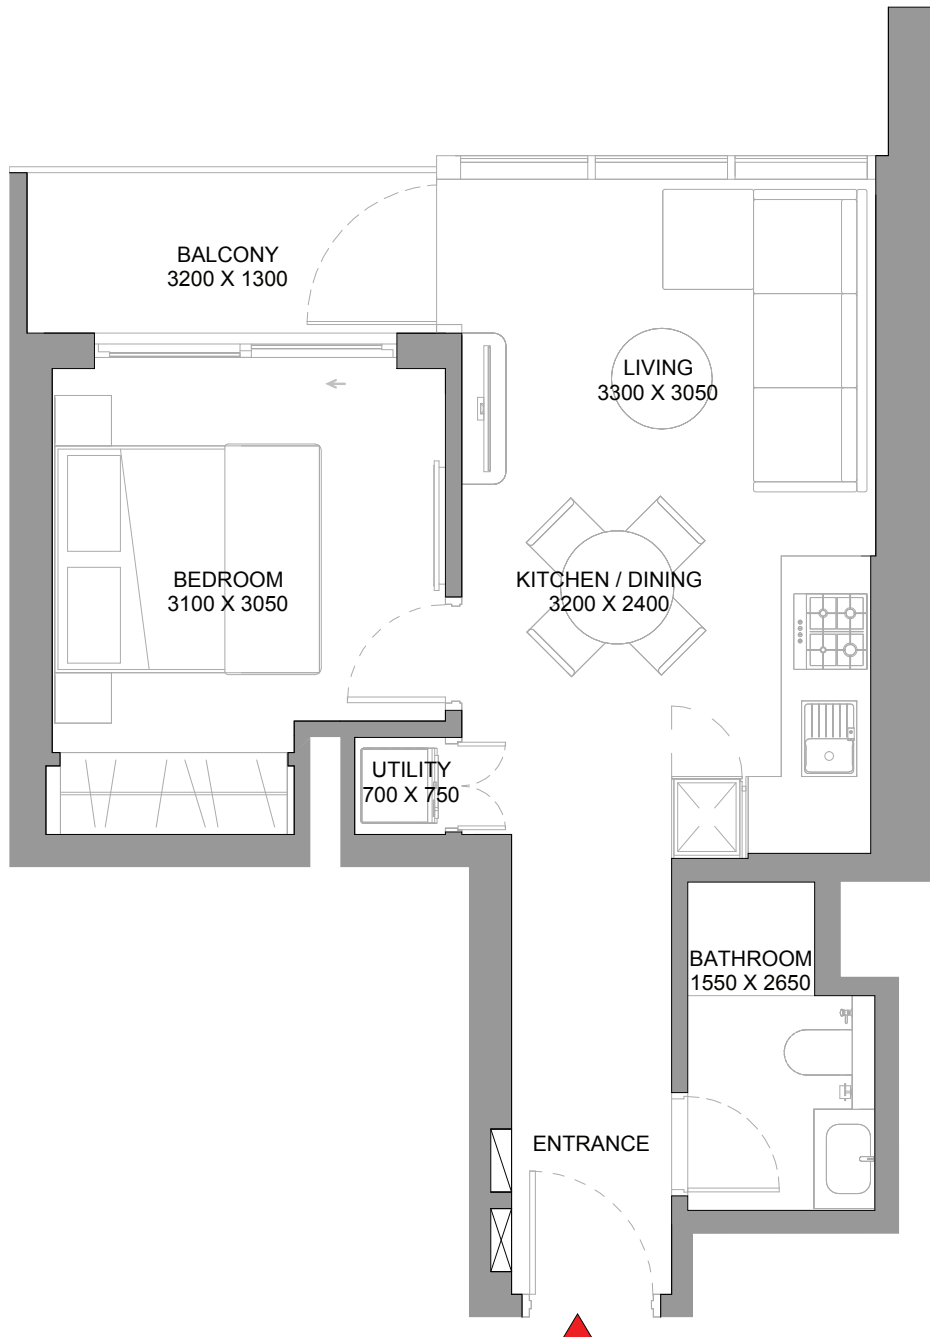 BALCONY
3200 X 1300
LIVING
3300 X 3050
BEDROOM
3100 X 3050
KITCHEN / DINING
3200 X 2400
UTILITY
700 X 750
BATHROOM
1550 X 2650
ENTRANCE